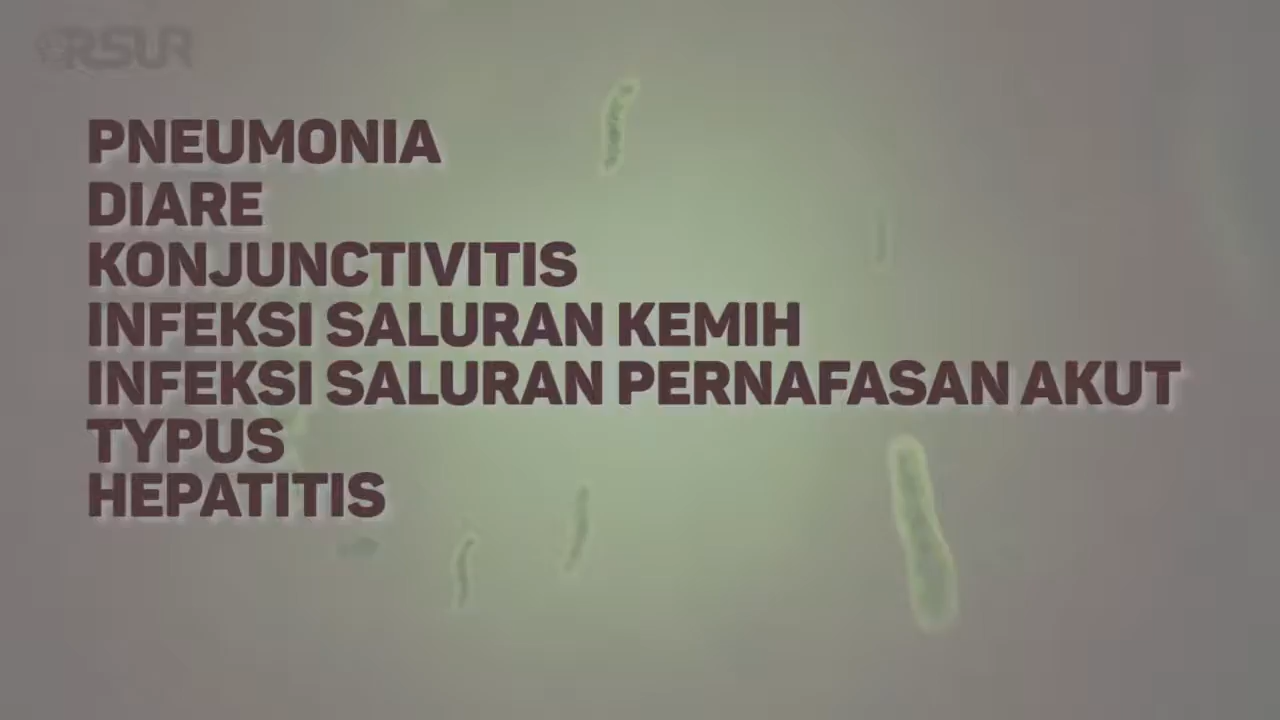 RSUR
PNEUMONIA
DIARE
KONJUNCTIVITIS
INFEKSI SALURAN KEMIH
INFEKSI SALURAN PERNAFASAN AKUT
TYPUS
HEPATITIS